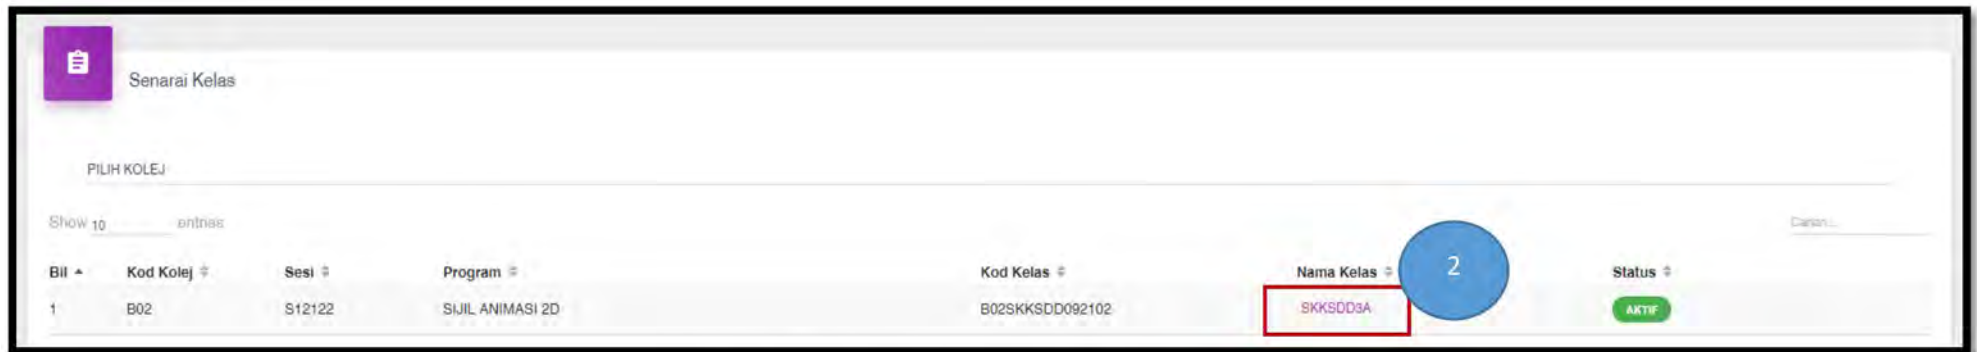 Senarai Kelas
PILIH KOLEJ
Show 10 entries
Carian...
Bil Kod Kolej Sesi Program Kod Kelas Nama Kelas 2 Status
1 B02 S12122 SIJIL ANIMASI 2D B02SKKSDD092102 SKKSDD3A AKTIF